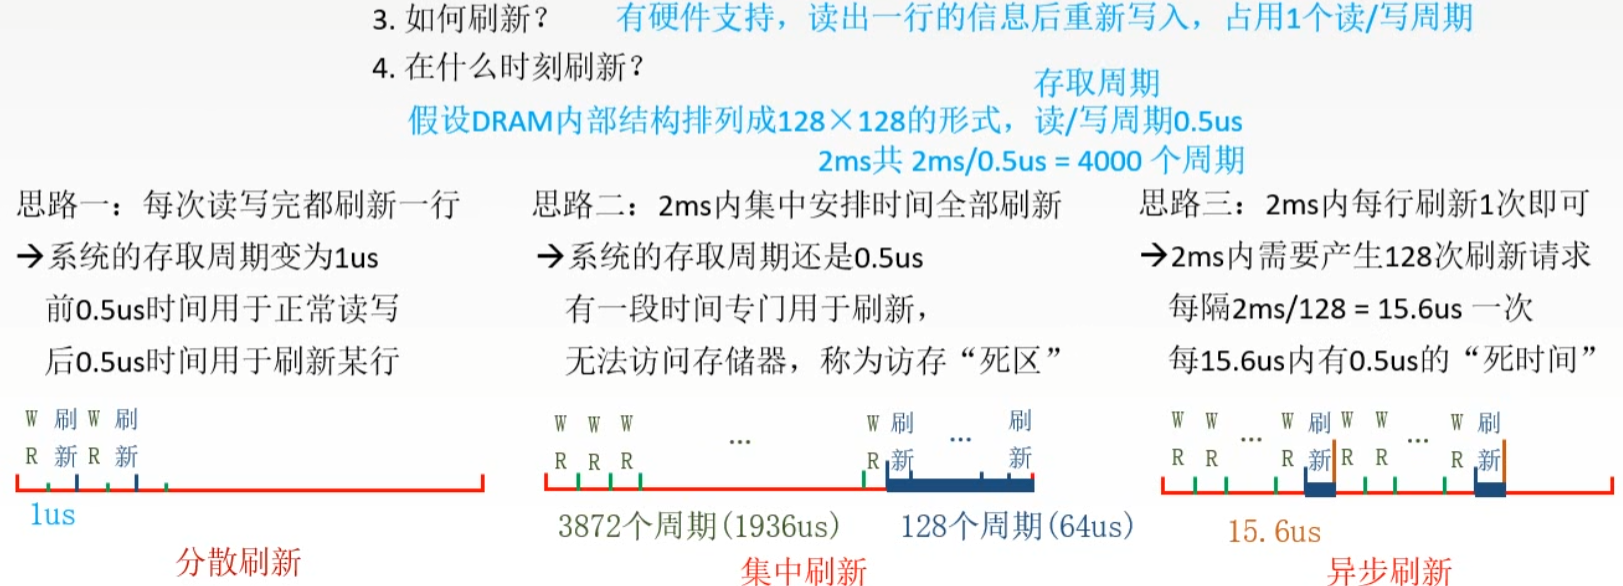 3. 如何刷新？ 有硬件支持，读出一行的信息后重新写入，占用1个读/写周期
4. 在什么时刻刷新？
存取周期
假设DRAM内部结构排列成128×128的形式，读/写周期0.5us
2ms共 2ms/0.5us = 4000 个周期
思路一：每次读写完都刷新一行
→系统的存取周期变为1us
前0.5us时间用于正常读写
后0.5us时间用于刷新某行
W 刷 W 刷
R 新 R 新
1us
分散刷新
思路二：2ms内集中安排时间全部刷新
→系统的存取周期还是0.5us
有一段时间专门用于刷新，
无法访问存储器，称为访存“死区”
W W W ... W 刷 ... 刷
R R R R 新 新
3872个周期(1936us) 128个周期(64us)
集中刷新
思路三：2ms内每行刷新1次即可
→2ms内需要产生128次刷新请求
每隔2ms/128 = 15.6us 一次
每15.6us内有0.5us的“死时间”
W W ... W 刷 W W ... W 刷
R R R 新 R R R 新
15.6us
异步刷新